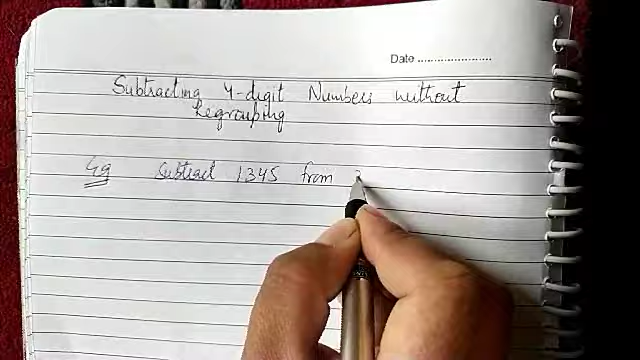 Date .......................
Subtracting 4-digit Numbers without
Regrouping
Eg Subtract 1345 from